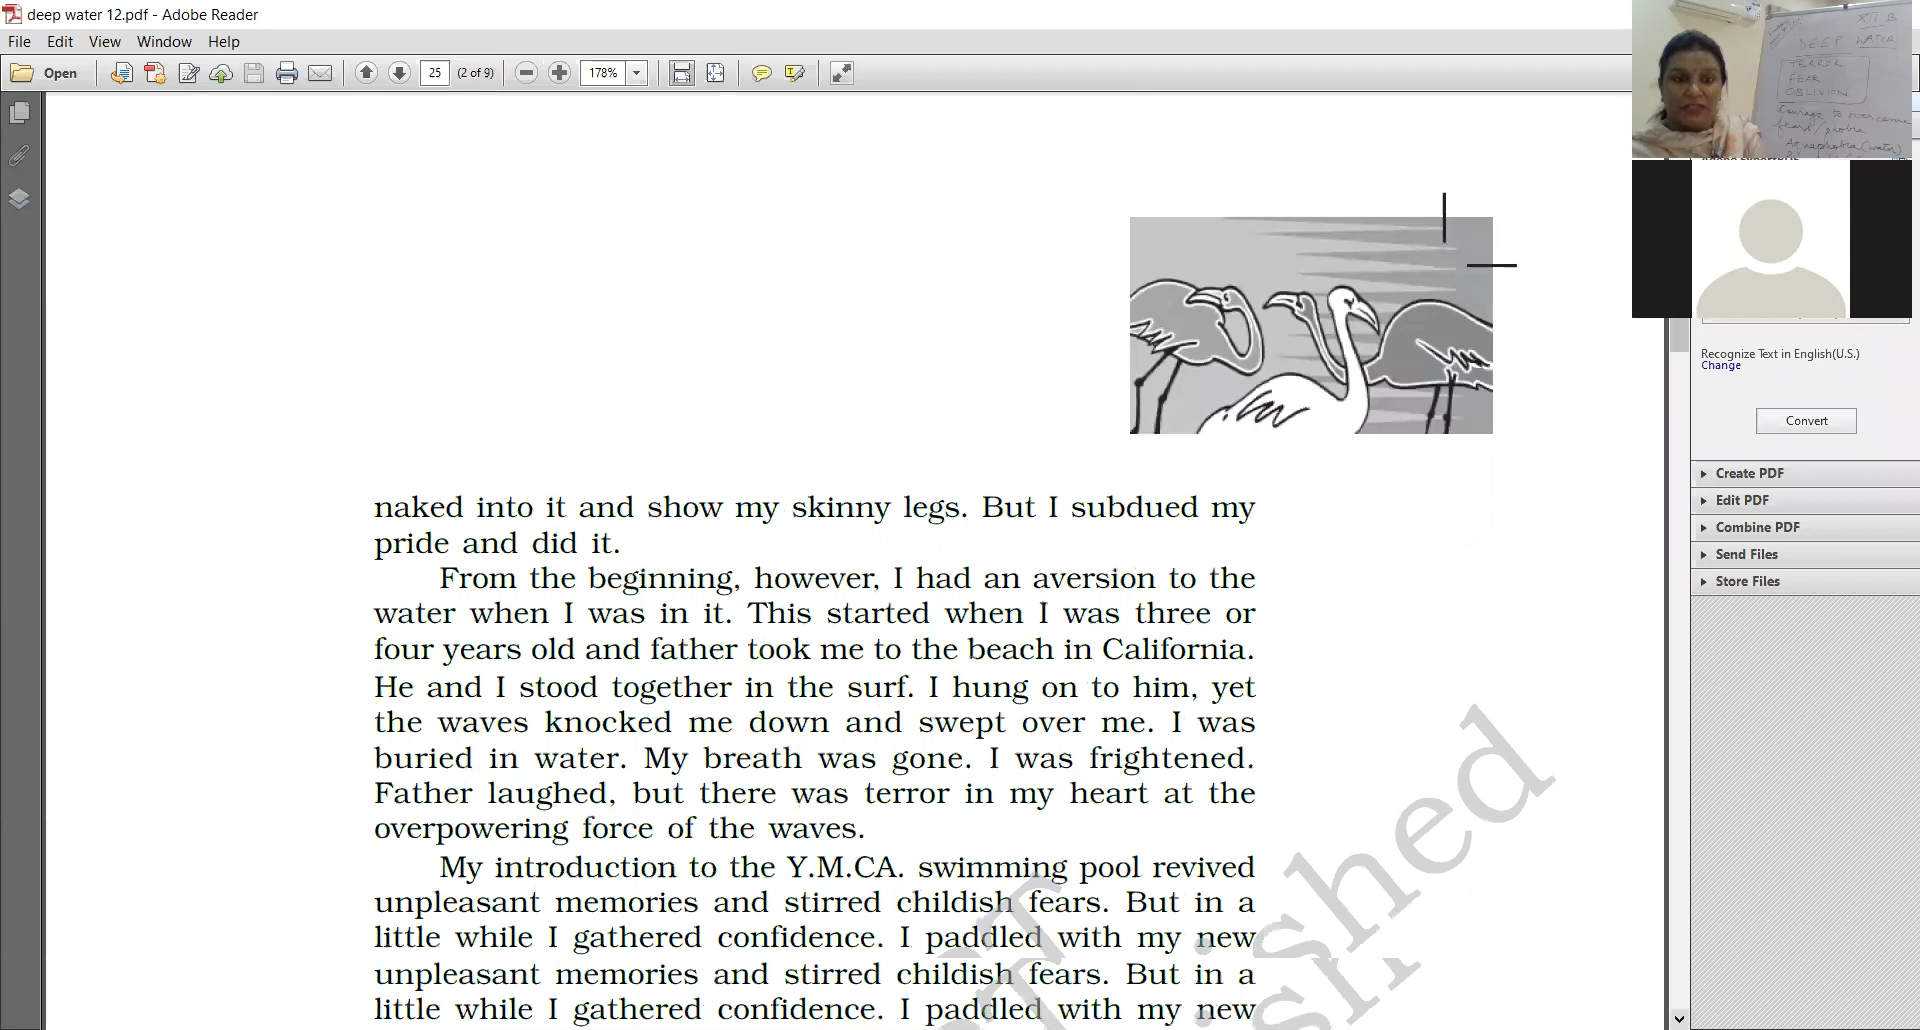 deep water 12.pdf - Adobe Reader
File Edit View Window Help
Open 25 (2 of 9) 178%
XII B
DEEP WATER
TERROR
FEAR
OBLIVION
Courage to overcome
fears/phobia
(water)
Recognize Text in English(U.S.)
Change
Convert
Create PDF
Edit PDF
Combine PDF
Send Files
Store Files
naked into it and show my skinny legs. But I subdued my
pride and did it.
From the beginning, however, I had an aversion to the
water when I was in it. This started when I was three or
four years old and father took me to the beach in California.
He and I stood together in the surf. I hung on to him, yet
the waves knocked me down and swept over me. I was
buried in water. My breath was gone. I was frightened.
Father laughed, but there was terror in my heart at the
overpowering force of the waves.
My introduction to the Y.M.CA. swimming pool revived
unpleasant memories and stirred childish fears. But in a
little while I gathered confidence. I paddled with my new
unpleasant memories and stirred childish fears. But in a
little while I gathered confidence. I paddled with my new